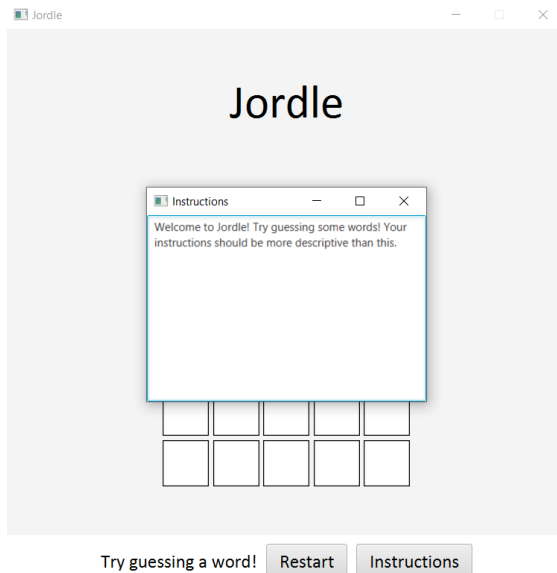 Jordle
Jordle
Instructions
Welcome to Jordle! Try guessing some words! Your
instructions should be more descriptive than this.
Try guessing a word! Restart Instructions